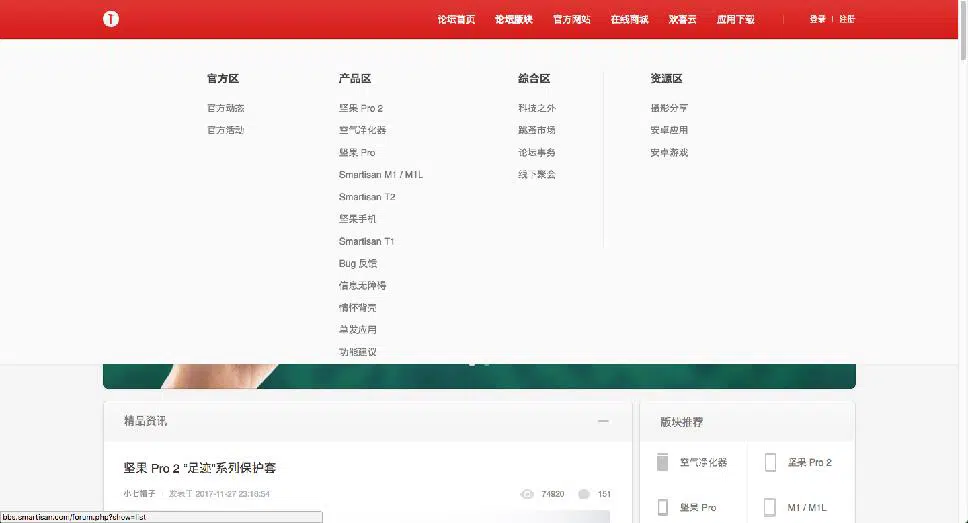 T
论坛首页 论坛版块 官方网站 在线商城 欢喜云 应用下载 登录 | 注册
官方区
官方动态
官方活动
产品区
坚果 Pro 2
空气净化器
坚果 Pro
Smartisan M1 / M1L
Smartisan T2
坚果手机
Smartisan T1
Bug 反馈
信息无障碍
情怀背壳
单发应用
功能建议
综合区
科技之外
跳蚤市场
论坛事务
线下聚会
资源区
摄影分享
安卓应用
安卓游戏
精品资讯
坚果 Pro 2 “足迹”系列保护套
小七帽子 发表于 2017-11-27 23:18:54 74820 151
版块推荐
空气净化器 坚果 Pro 2
坚果 Pro M1 / M1L
bbs.smartisan.com/forum.php?show=list